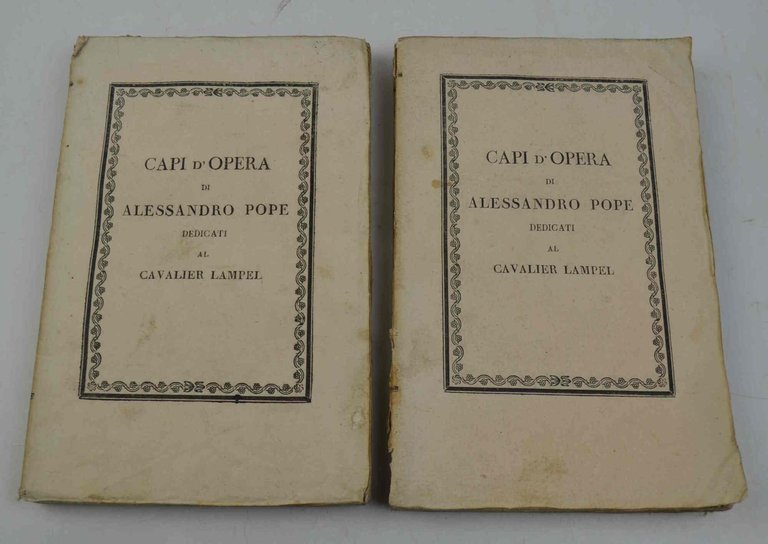 CAPI D'OPERA
DI
ALESSANDRO POPE
DEDICATI
AL
CAVALIER LAMPEL
CAPI D'OPERA
DI
ALESSANDRO POPE
DEDICATI
AL
CAVALIER LAMPEL